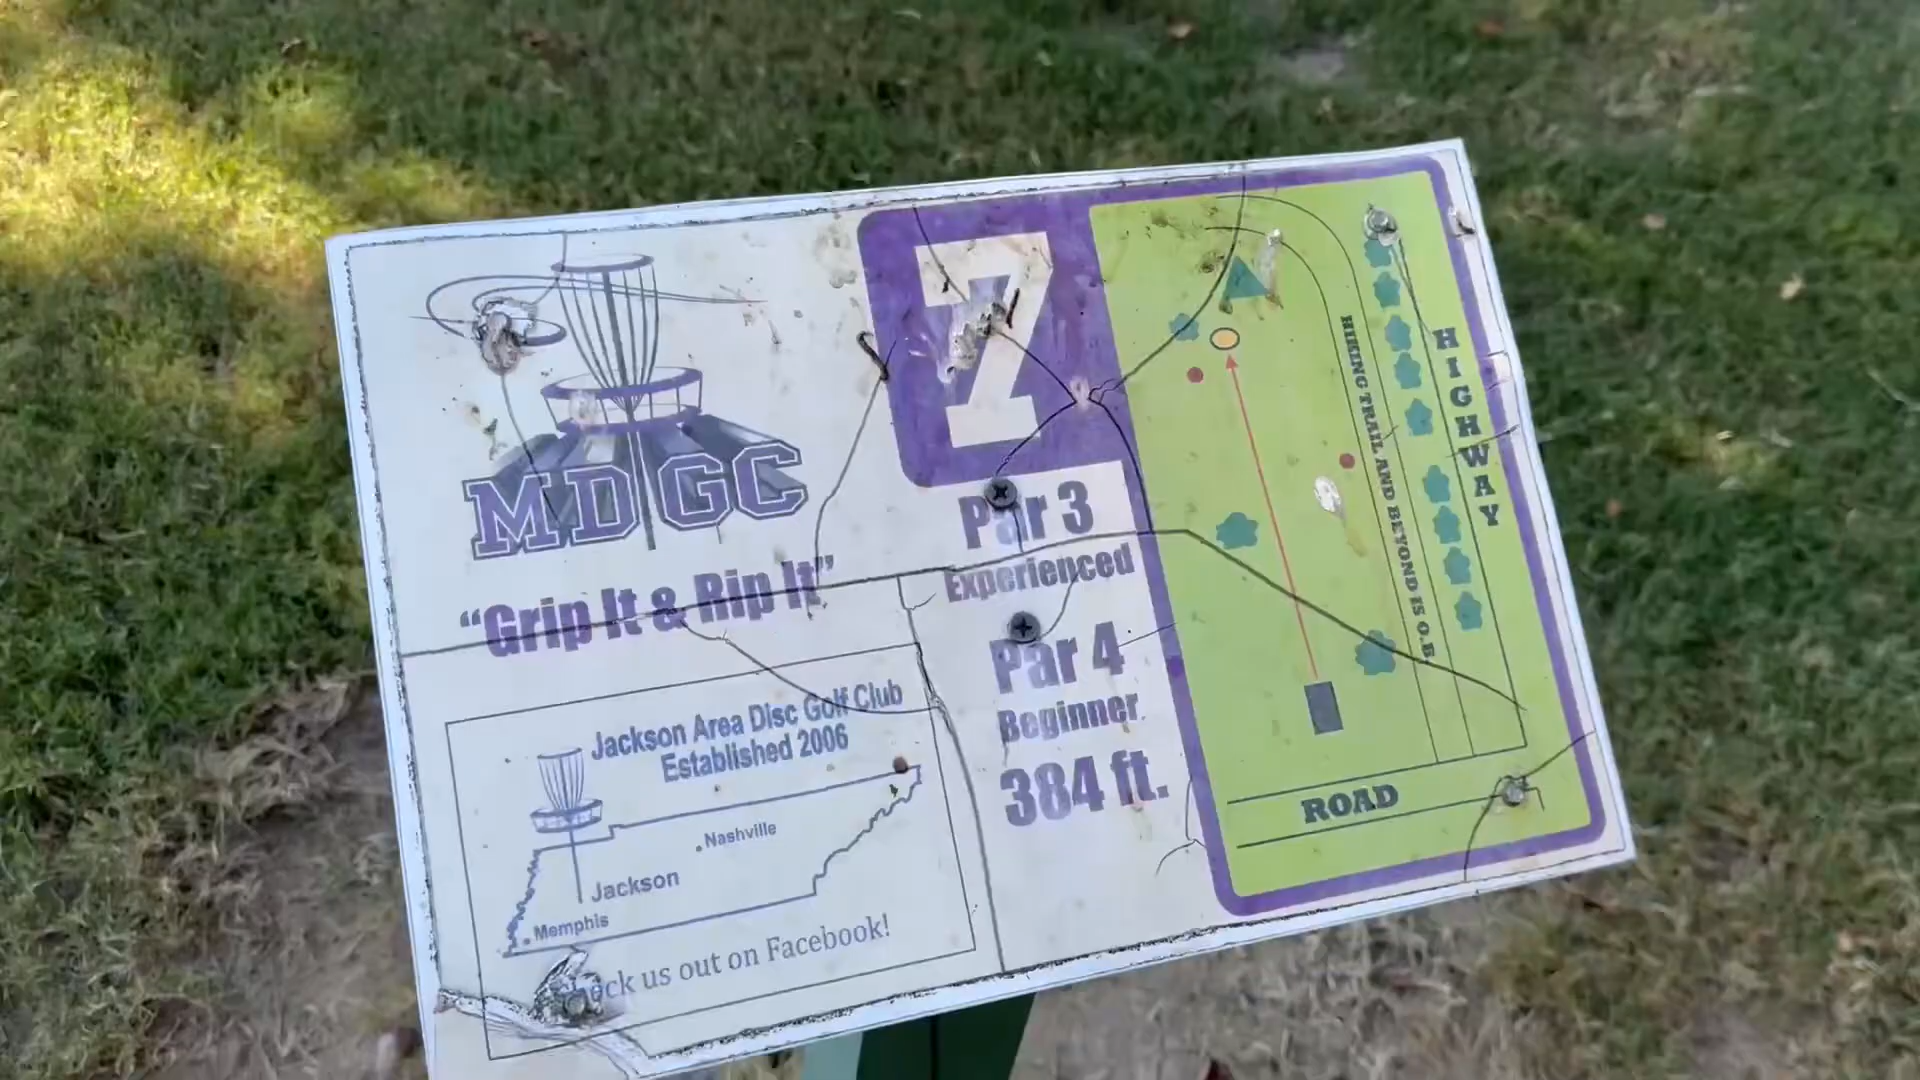 MDGC
"Grip It & Rip It"
7
Par 3
Experienced
Par 4
Beginner
384 ft.
HIKING TRAIL AND BEYOND IS O.B
HIGHWAY
ROAD
Jackson Area Disc Golf Club
Established 2006
Nashville
Jackson
Memphis
us out on Facebook!